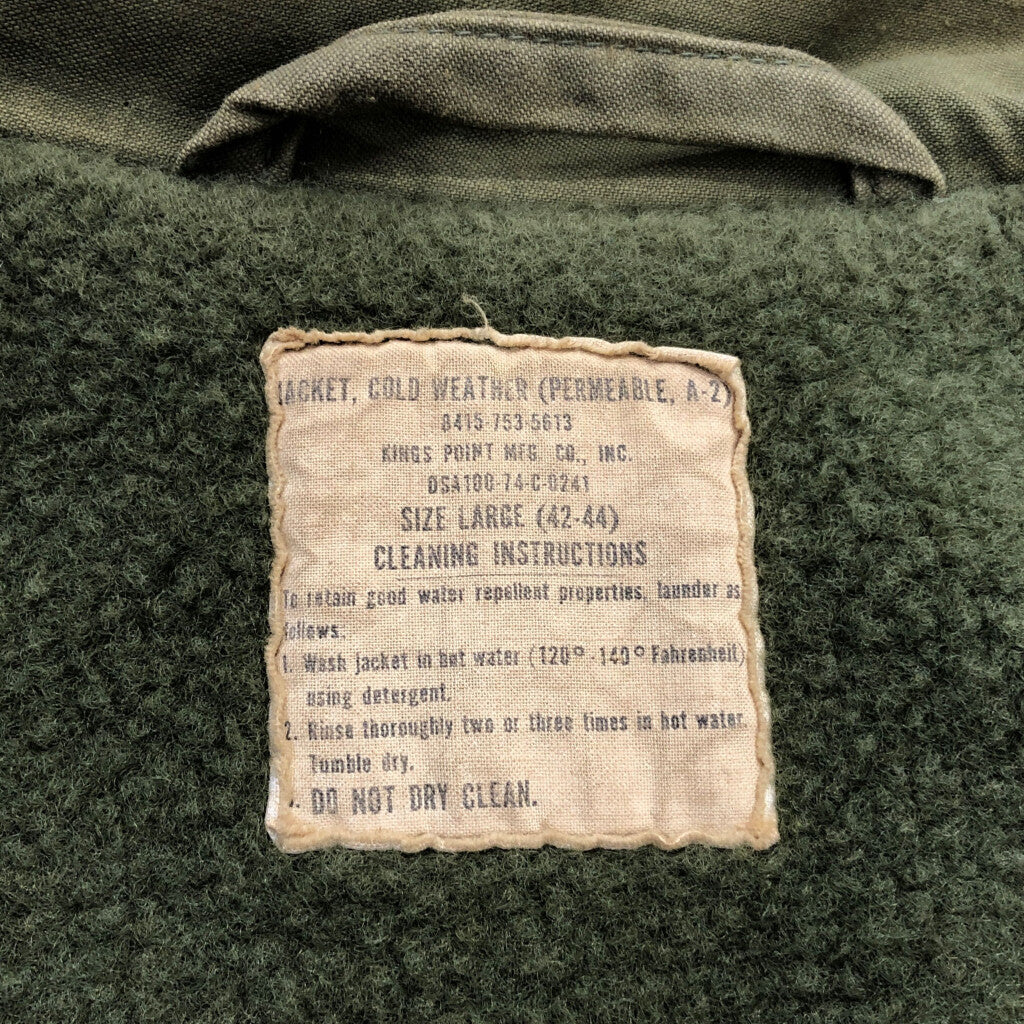 JACKET, COLD WEATHER (PERMEABLE, A-2)
8415-753-5613
KINGS POINT MFG. CO., INC.
DSA100-74-C-0241
SIZE LARGE (42-44)
CLEANING INSTRUCTIONS
To retain good water repellent properties, launder as
follows.
1. Wash jacket in hot water (120° -140° Fahrenheit)
using detergent.
2. Rinse thoroughly two or three times in hot water.
Tumble dry.
DO NOT DRY CLEAN.